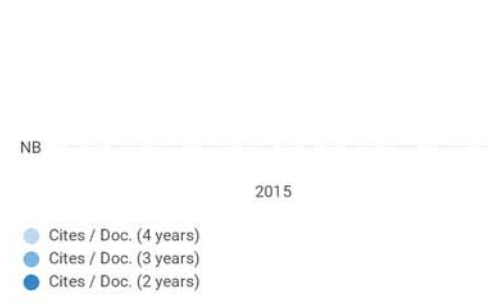 NB
2015
Cites / Doc. (4 years)
Cites / Doc. (3 years)
Cites / Doc. (2 years)